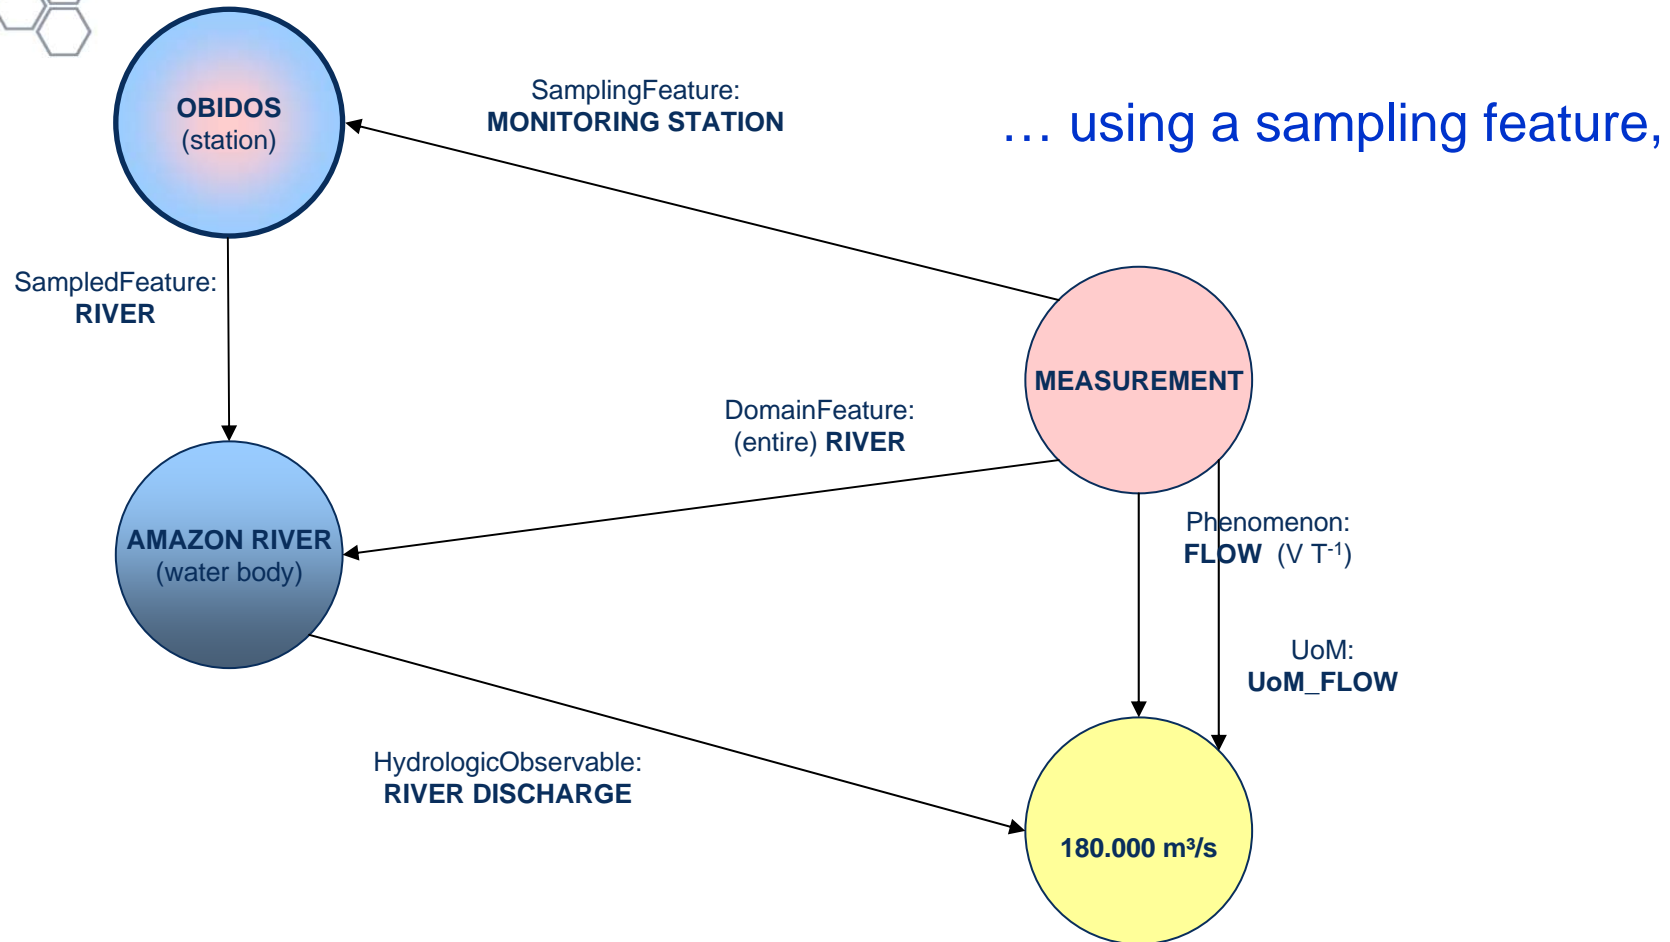 OBIDOS
(station)
SamplingFeature:
MONITORING STATION
… using a sampling feature,
SampledFeature:
RIVER
MEASUREMENT
DomainFeature:
(entire) RIVER
AMAZON RIVER
(water body)
Phenomenon:
FLOW (V T⁻¹)
UoM:
UoM_FLOW
HydrologicObservable:
RIVER DISCHARGE
180.000 m³/s